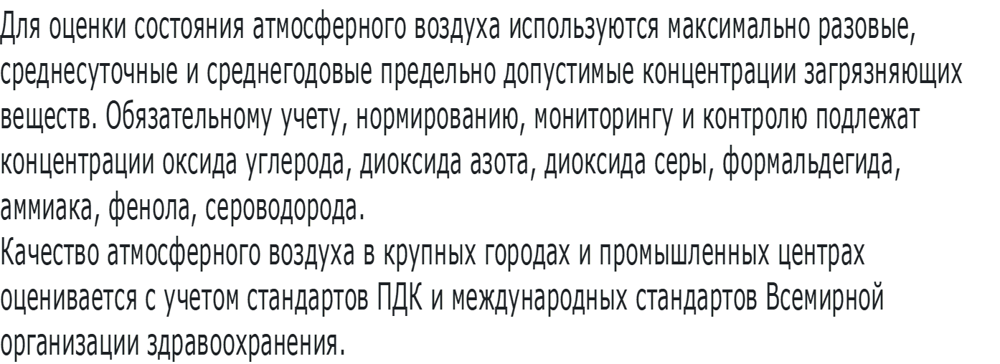 Для оценки состояния атмосферного воздуха используются максимально разовые,
среднесуточные и среднегодовые предельно допустимые концентрации загрязняющих
веществ. Обязательному учету, нормированию, мониторингу и контролю подлежат
концентрации оксида углерода, диоксида азота, диоксида серы, формальдегида,
аммиака, фенола, сероводорода.
Качество атмосферного воздуха в крупных городах и промышленных центрах
оценивается с учетом стандартов ПДК и международных стандартов Всемирной
организации здравоохранения.